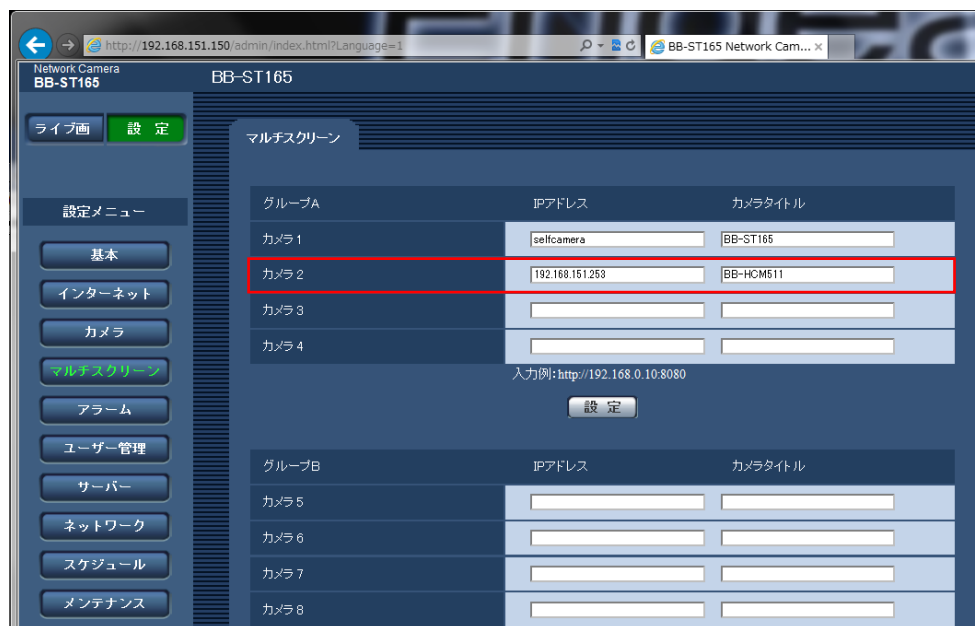 http://192.168.151.150/admin/index.html?Language=1
BB-ST165 Network Cam...
Network Camera
BB-ST165
BB-ST165
ライブ画
設 定
マルチスクリーン
設定メニュー
基本
インターネット
カメラ
マルチスクリーン
アラーム
ユーザー管理
サーバー
ネットワーク
スケジュール
メンテナンス
グループA IPアドレス カメラタイトル
カメラ1 selfcamera BB-ST165
カメラ2 192.168.151.253 BB-HCM511
カメラ3
カメラ4
入力例:http://192.168.0.10:8080
設 定
グループB IPアドレス カメラタイトル
カメラ5
カメラ6
カメラ7
カメラ8